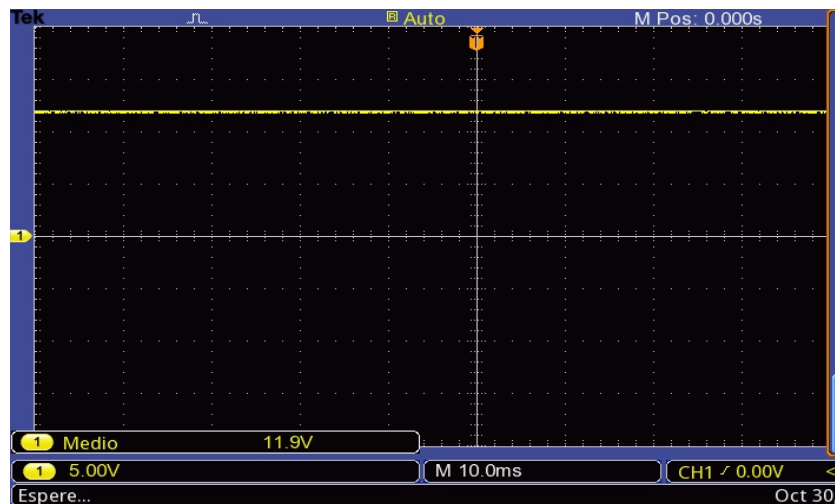 Tek R Auto M Pos: 0.000s
T
1
1 Medio 11.9V
1 5.00V M 10.0ms CH1 0.00V
Espere... Oct 30